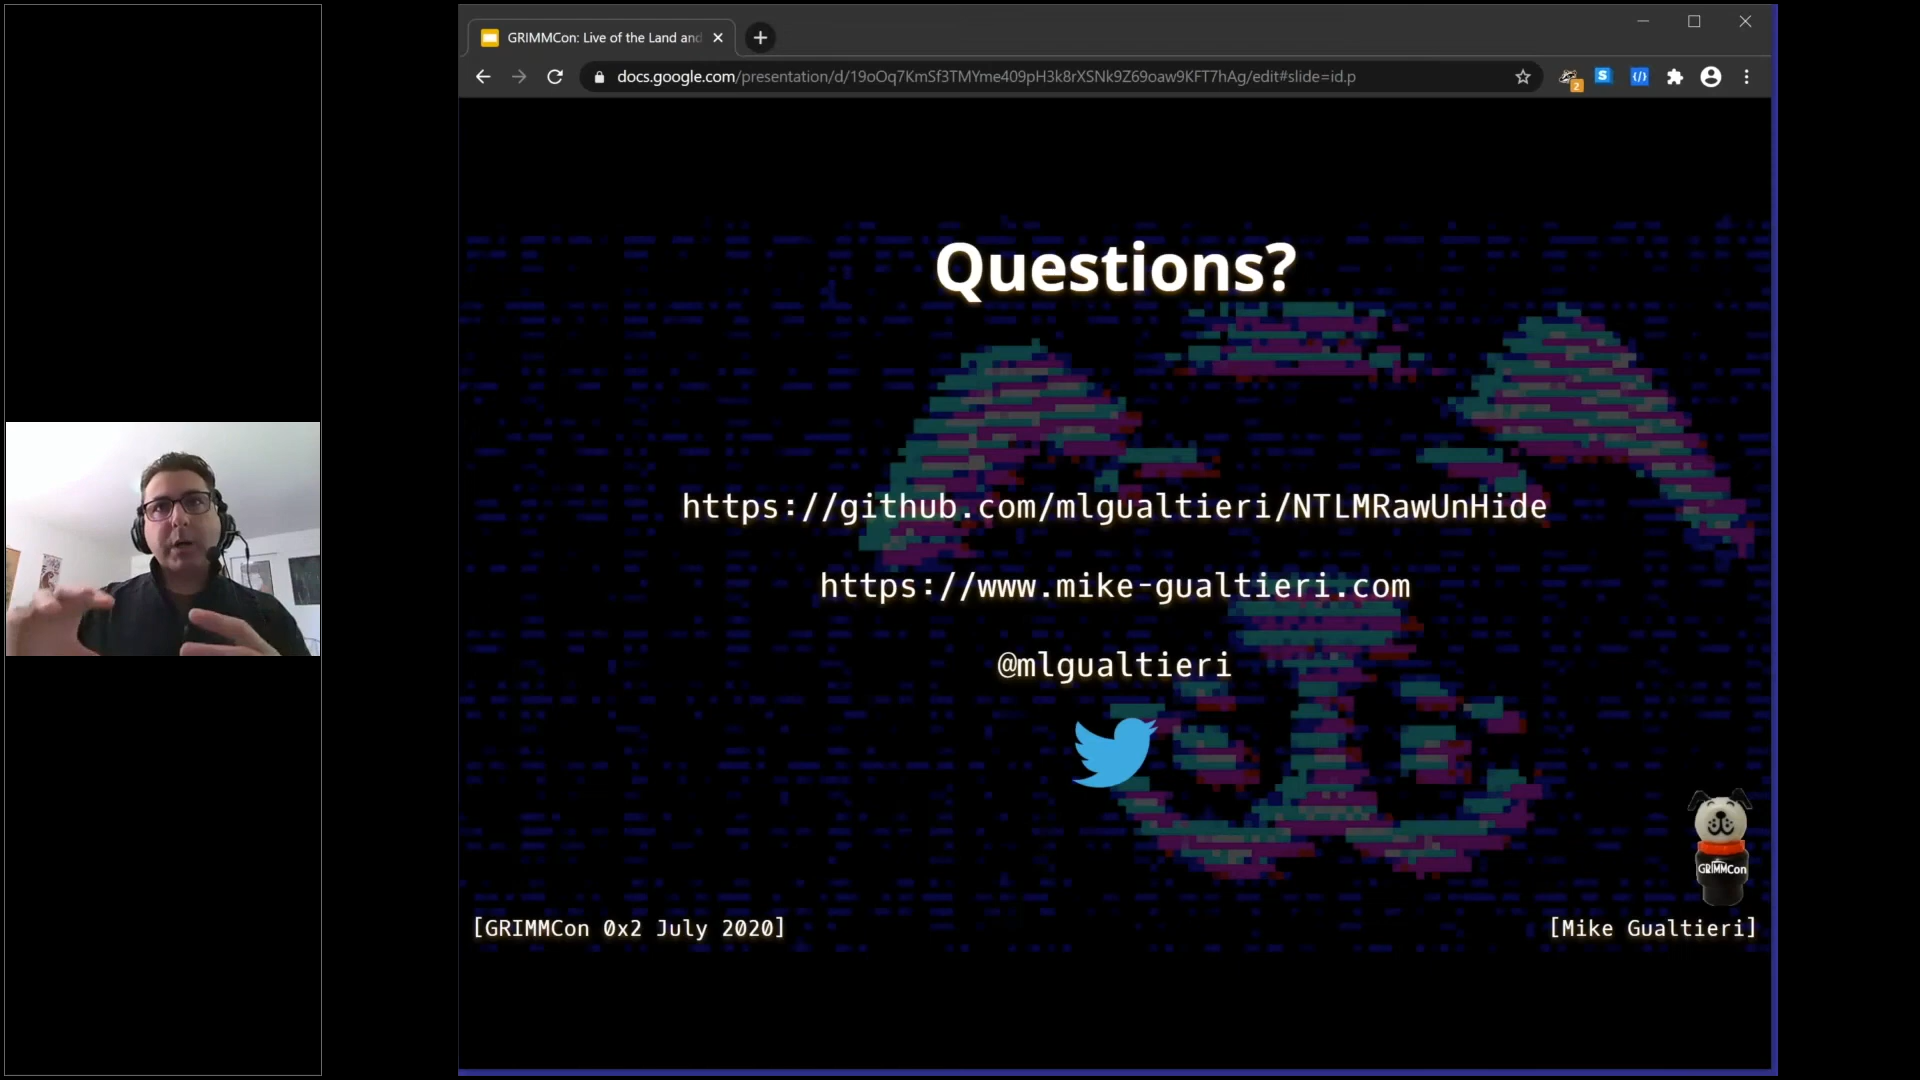 GRIMMCon: Live of the Land and
docs.google.com/presentation/d/19oOq7KmSf3TMYme409pH3k8rXSNk9Z69oaw9KFT7hAg/edit#slide=id.p
2
S
Questions?
https://github.com/mlgualtieri/NTLMRawUnHide
https://www.mike-gualtieri.com
@mlgualtieri
GRIMMCon
[GRIMMCon 0x2 July 2020]
[Mike Gualtieri]